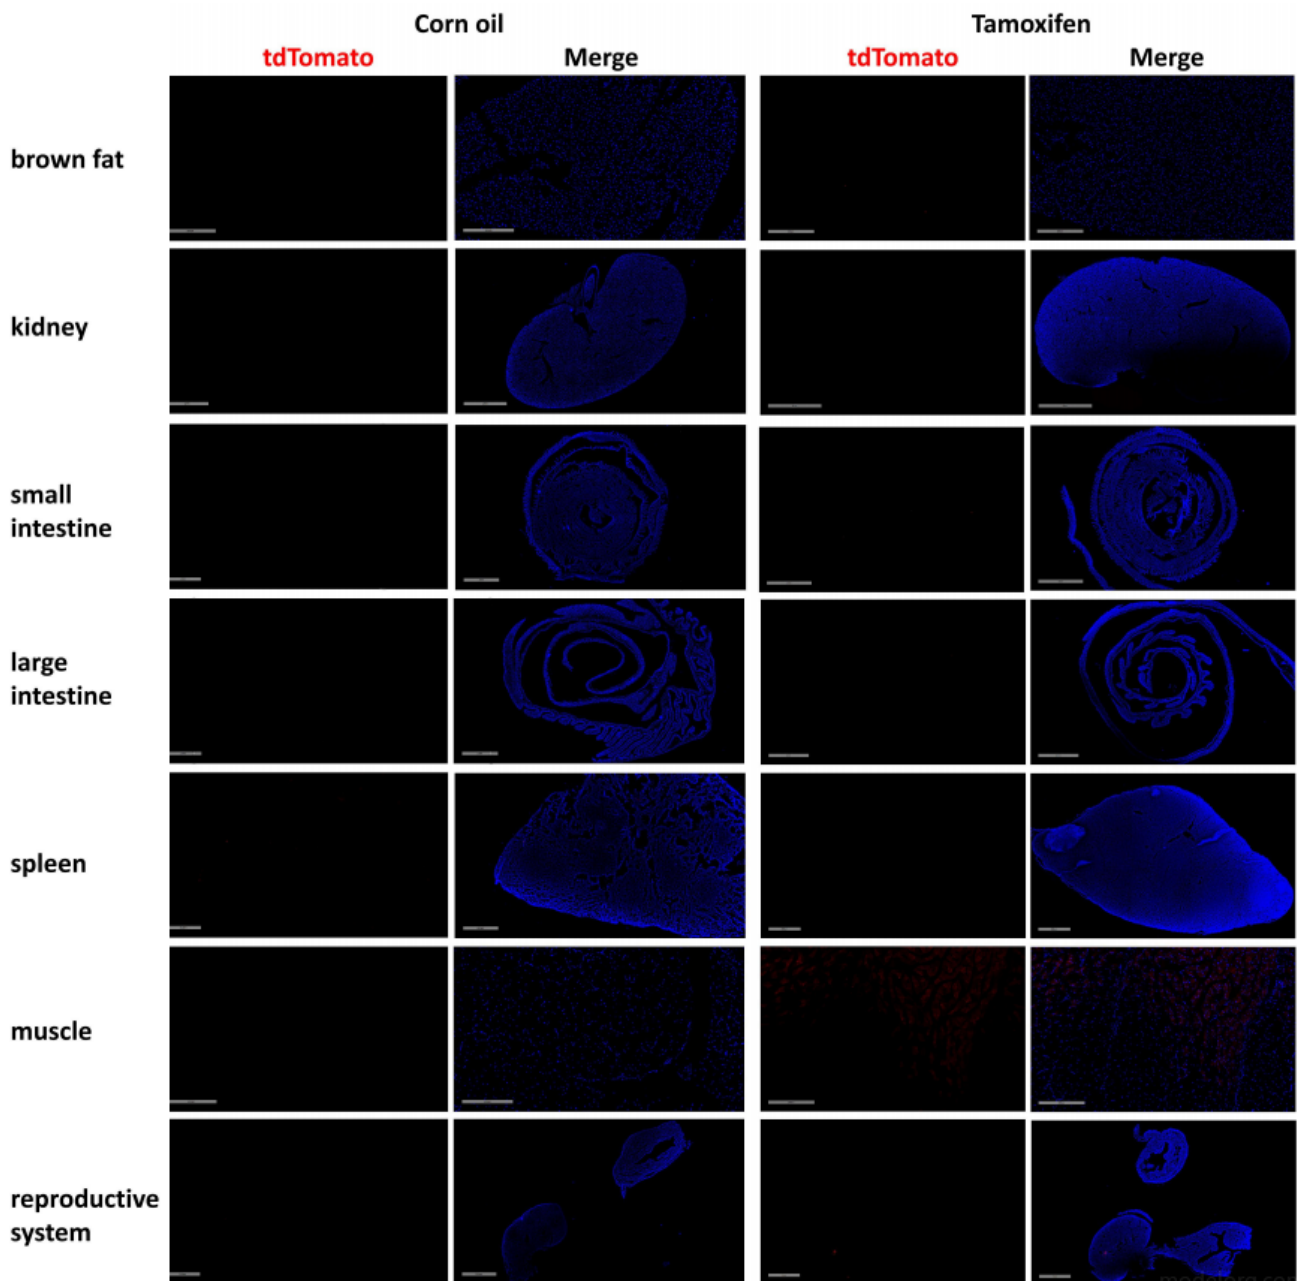 Corn oil
Tamoxifen
tdTomato
Merge
tdTomato
Merge
brown fat
kidney
small
intestine
large
intestine
spleen
muscle
reproductive
system